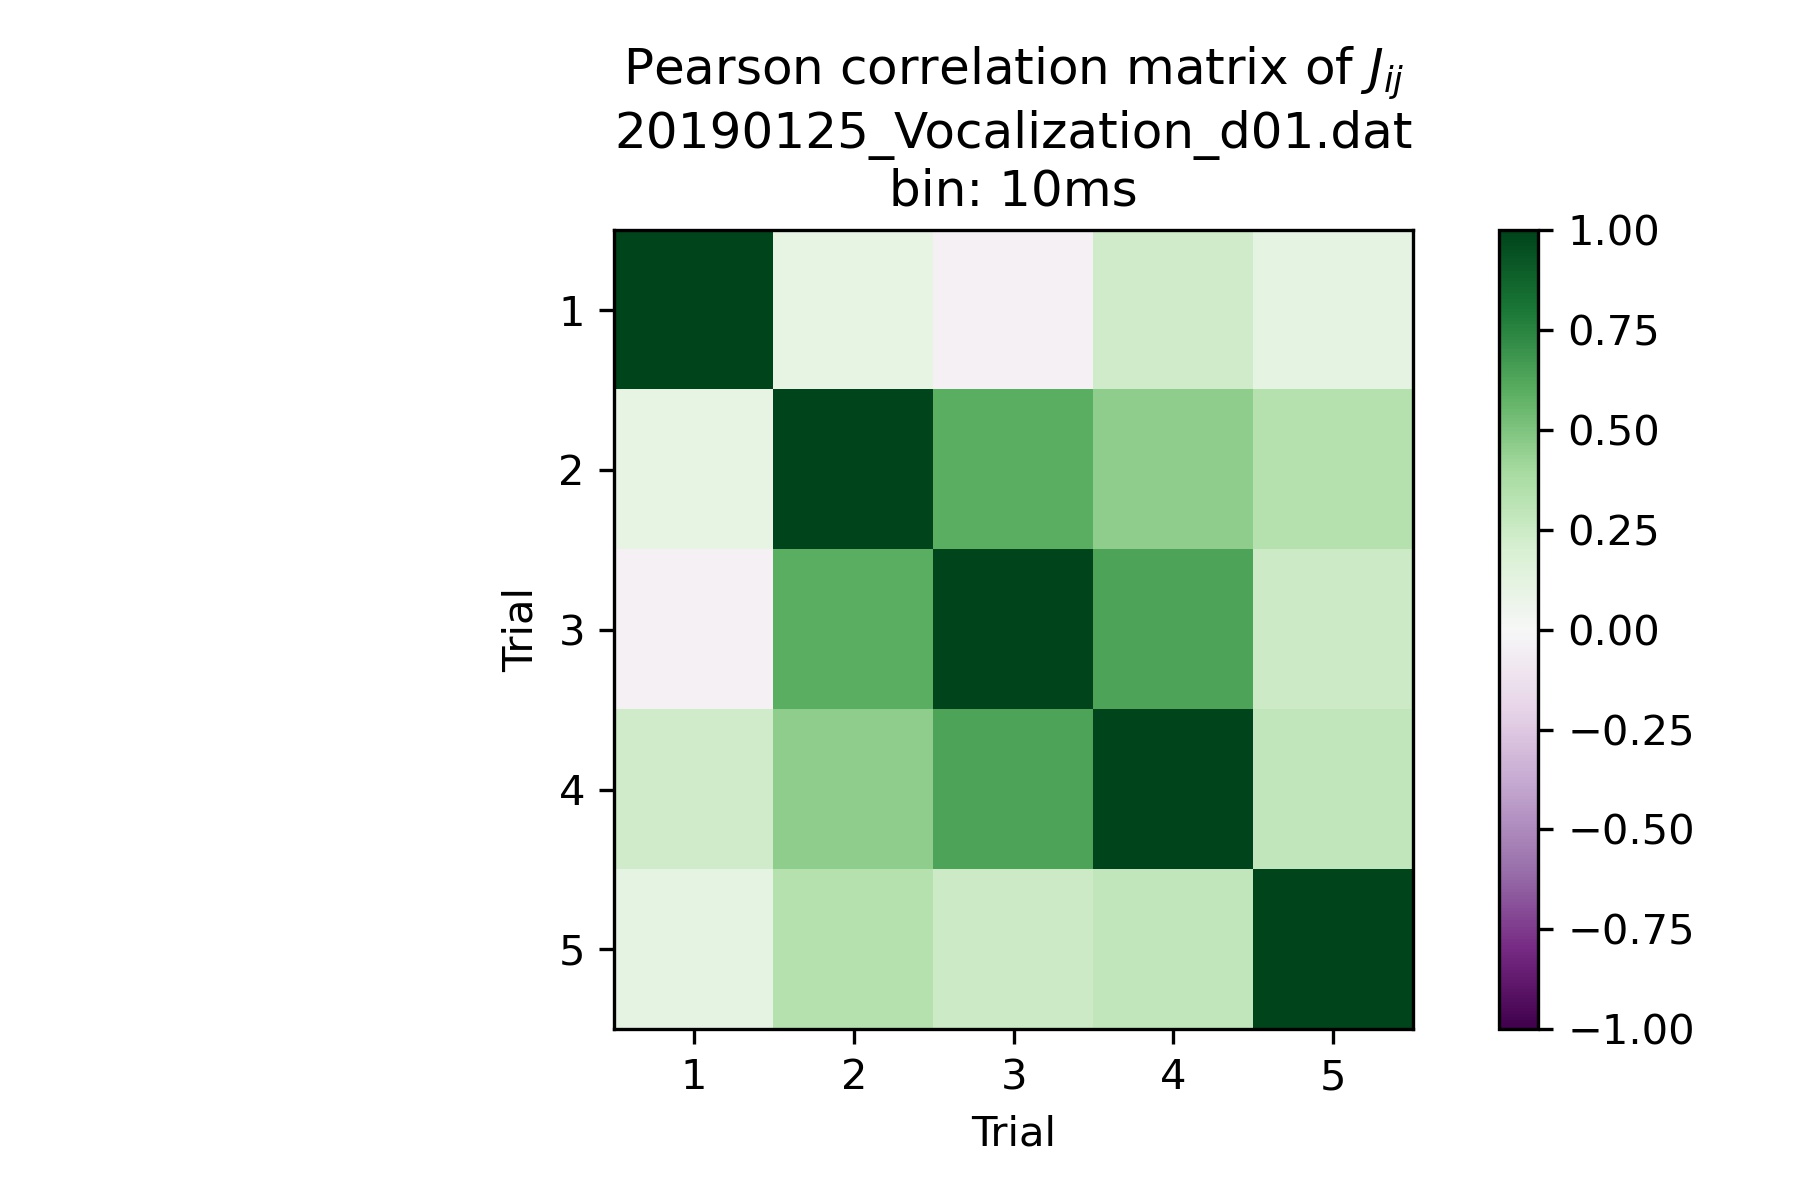 Pearson correlation matrix of J_ij
20190125_Vocalization_d01.dat
bin: 10ms
Trial
1
2
3
4
5
1 2 3 4 5
Trial
1.00
0.75
0.50
0.25
0.00
−0.25
−0.50
−0.75
−1.00